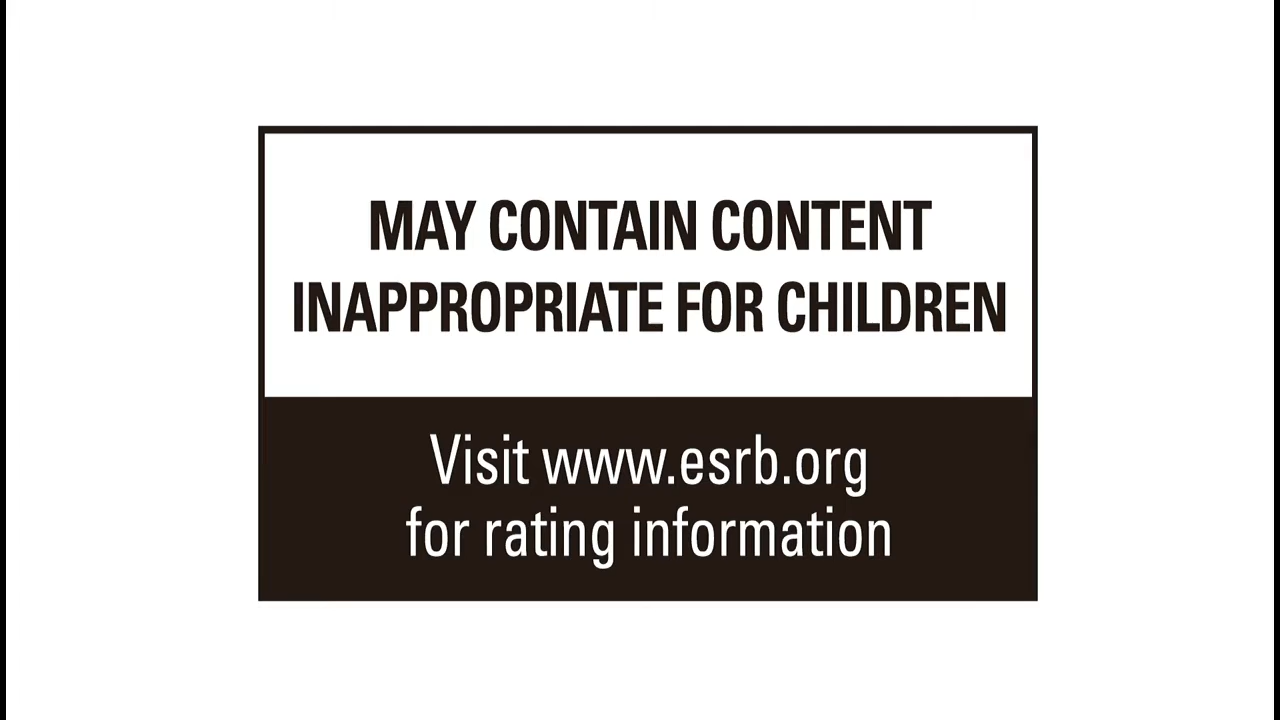 MAY CONTAIN CONTENT
INAPPROPRIATE FOR CHILDREN
Visit www.esrb.org
for rating information